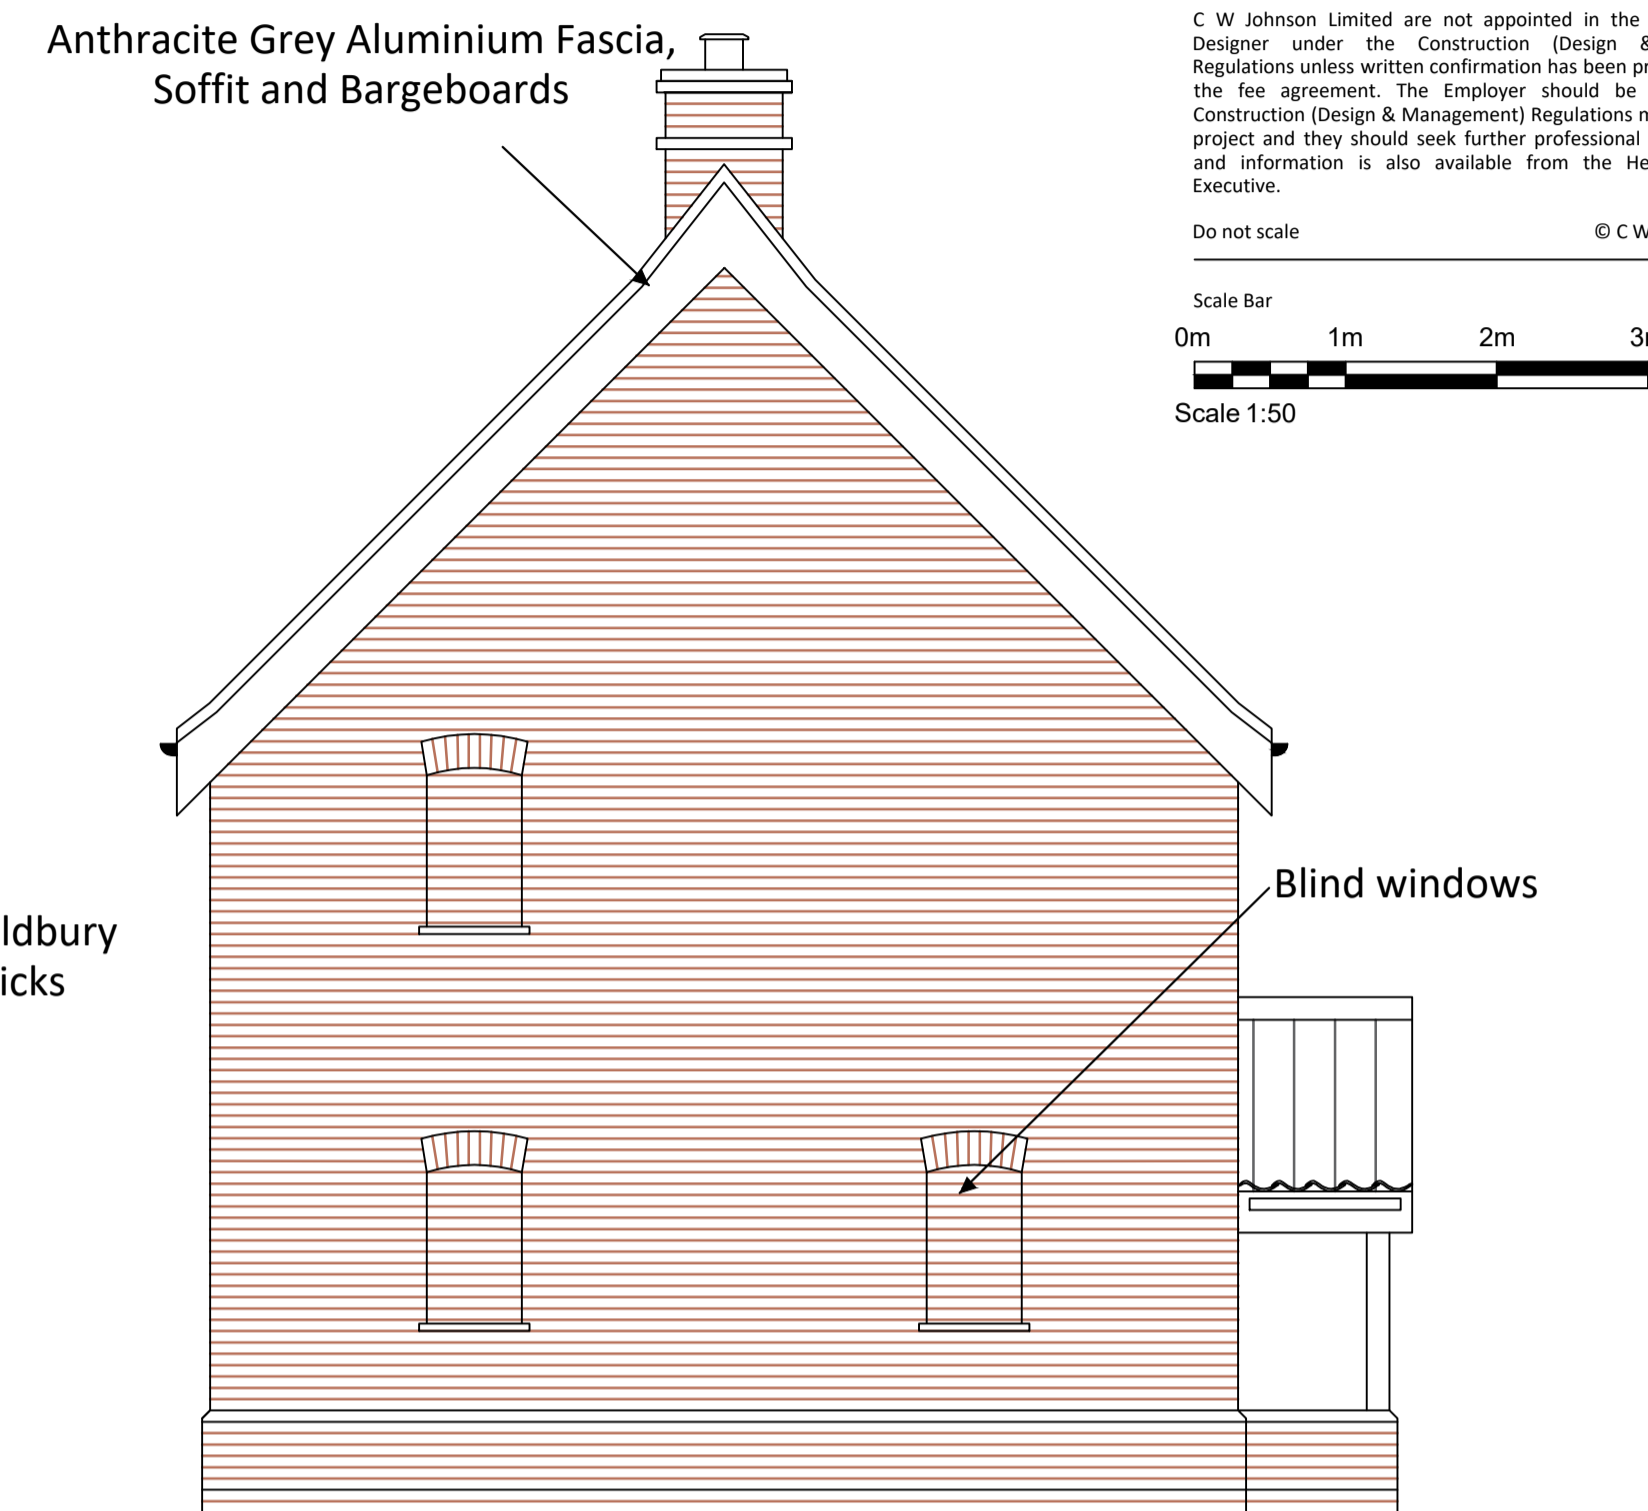 Anthracite Grey Aluminium Fascia,
Soffit and Bargeboards
C W Johnson Limited are not appointed in the
Designer under the Construction (Design &
Regulations unless written confirmation has been
the fee agreement. The Employer should be
Construction (Design & Management) Regulations
project and they should seek further professional
and information is also available from the
Executive.
Do not scale
© C W
Scale Bar
0m 1m 2m
Scale 1:50
Blind windows